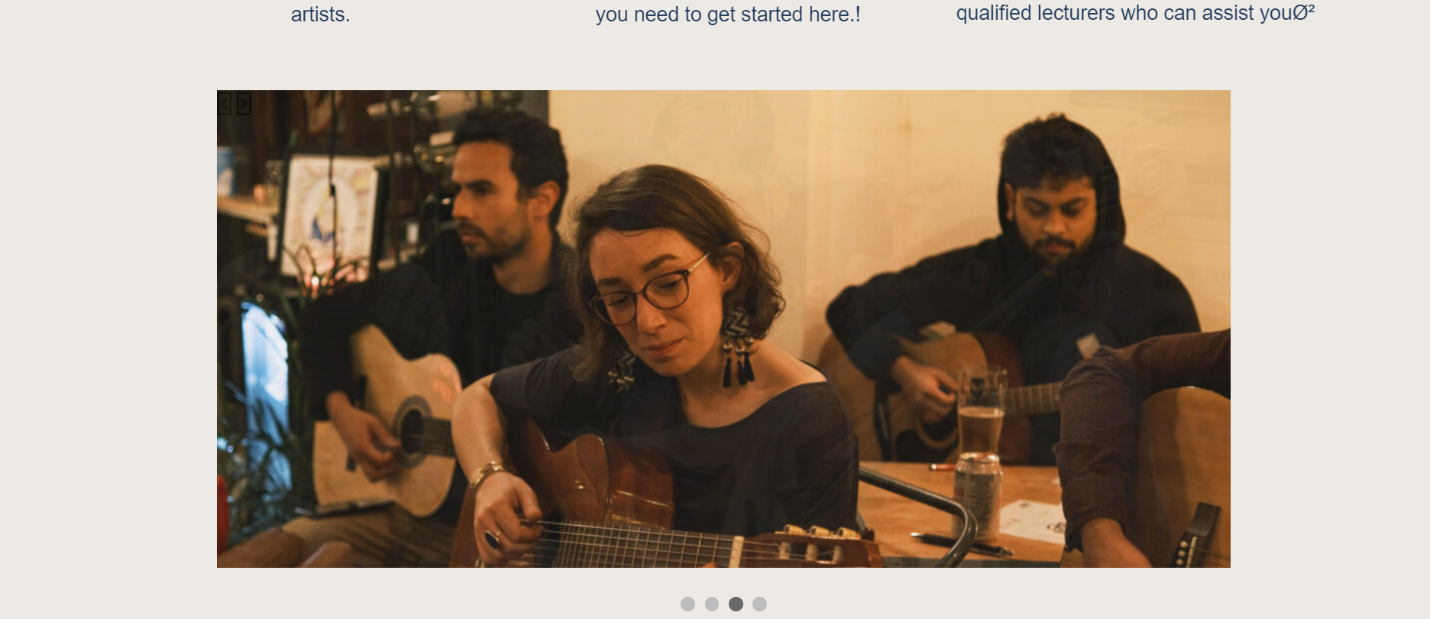 artists.
you need to get started here.!
qualified lecturers who can assist youØ²